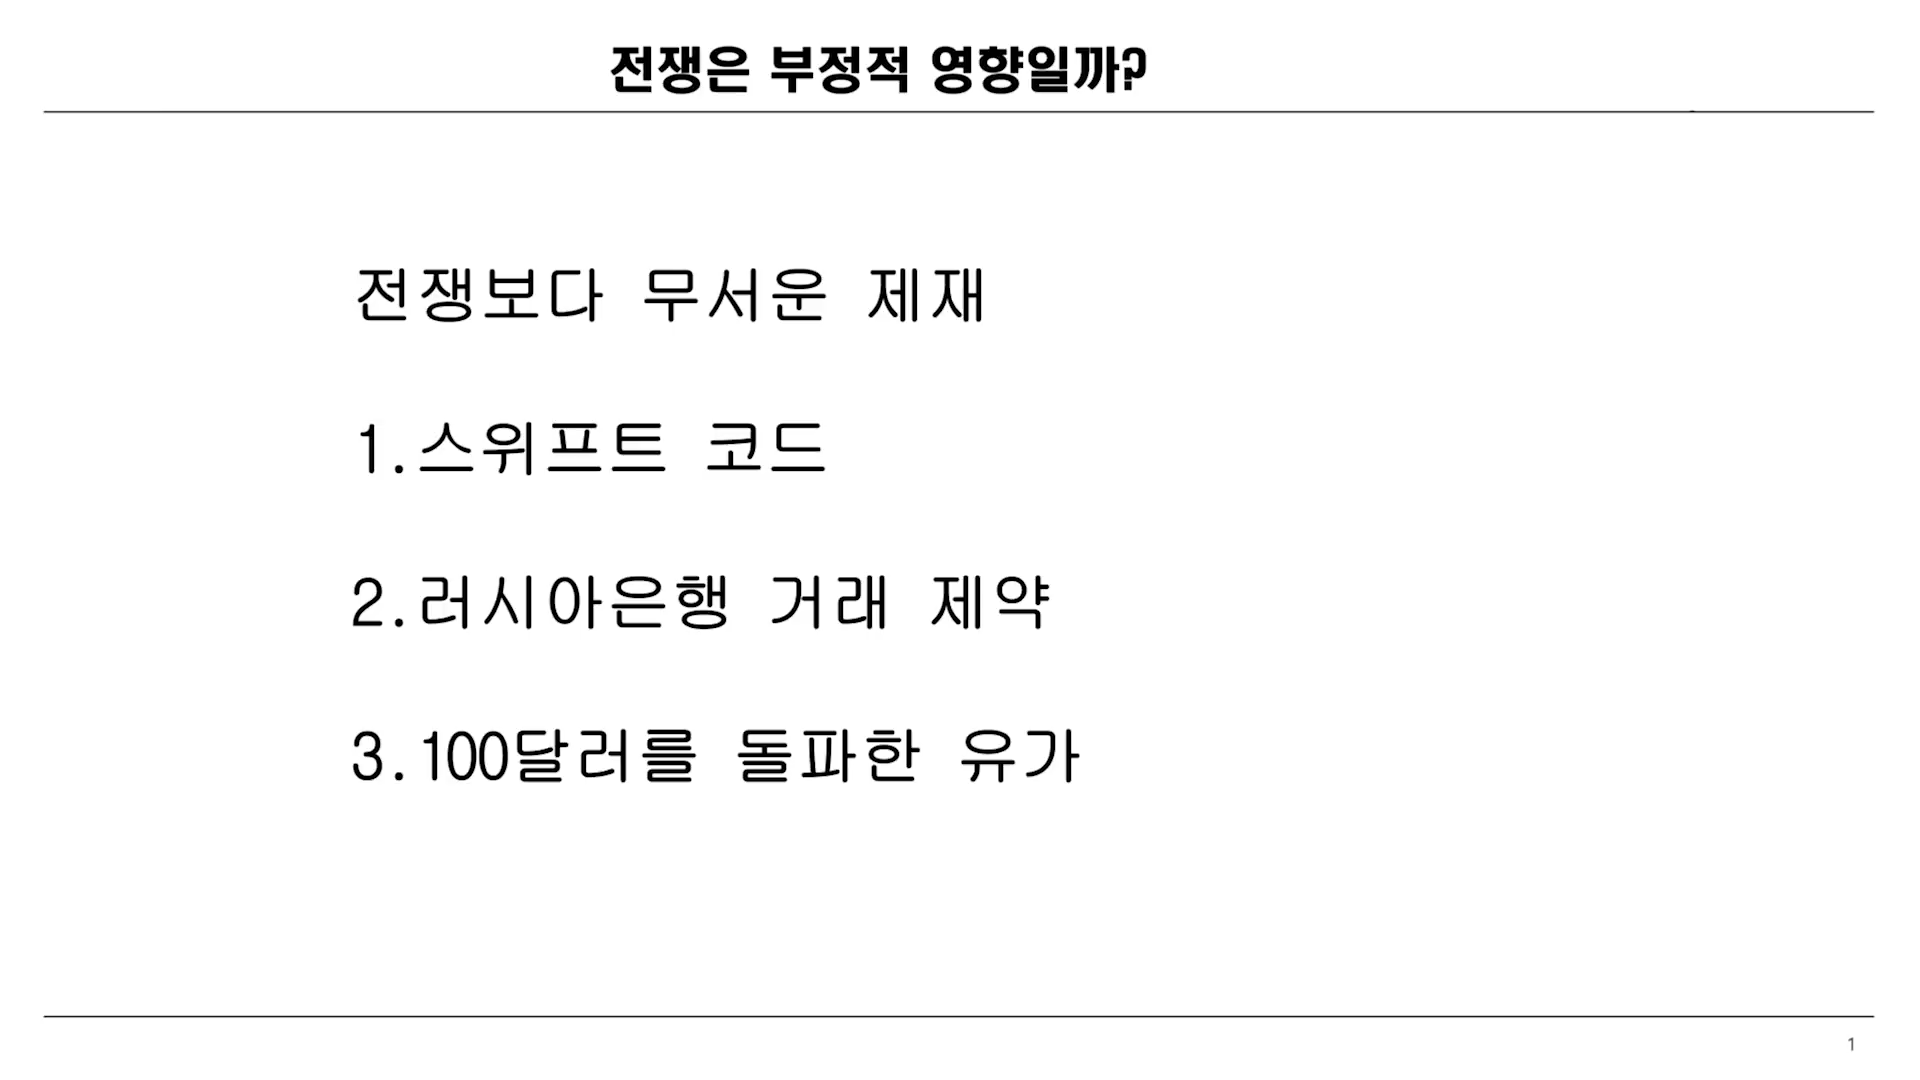 전쟁은 부정적 영향일까?
전쟁보다 무서운 제재
1.스위프트 코드
2.러시아은행 거래 제약
3.100달러를 돌파한 유가
1